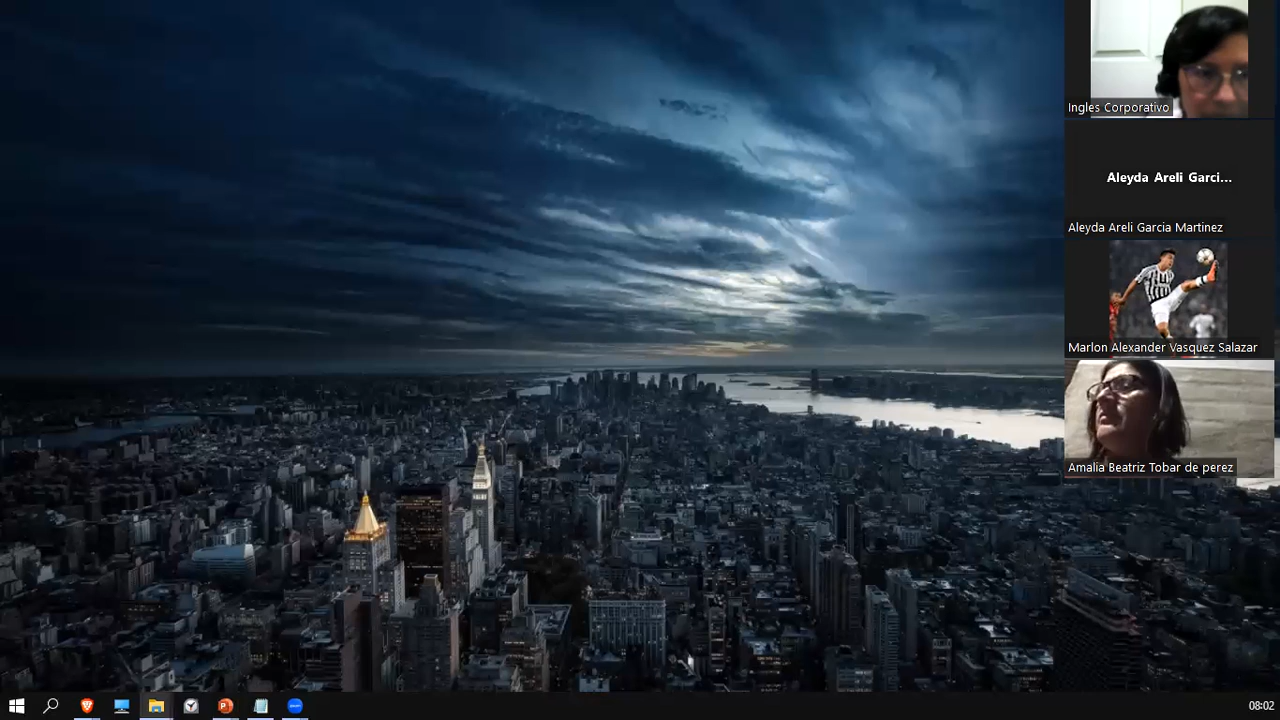 Ingles Corporativo
Aleyda Areli Garci...
Aleyda Areli Garcia Martinez
Marlon Alexander Vasquez Salazar
Amalia Beatriz Tobar de perez
08:02